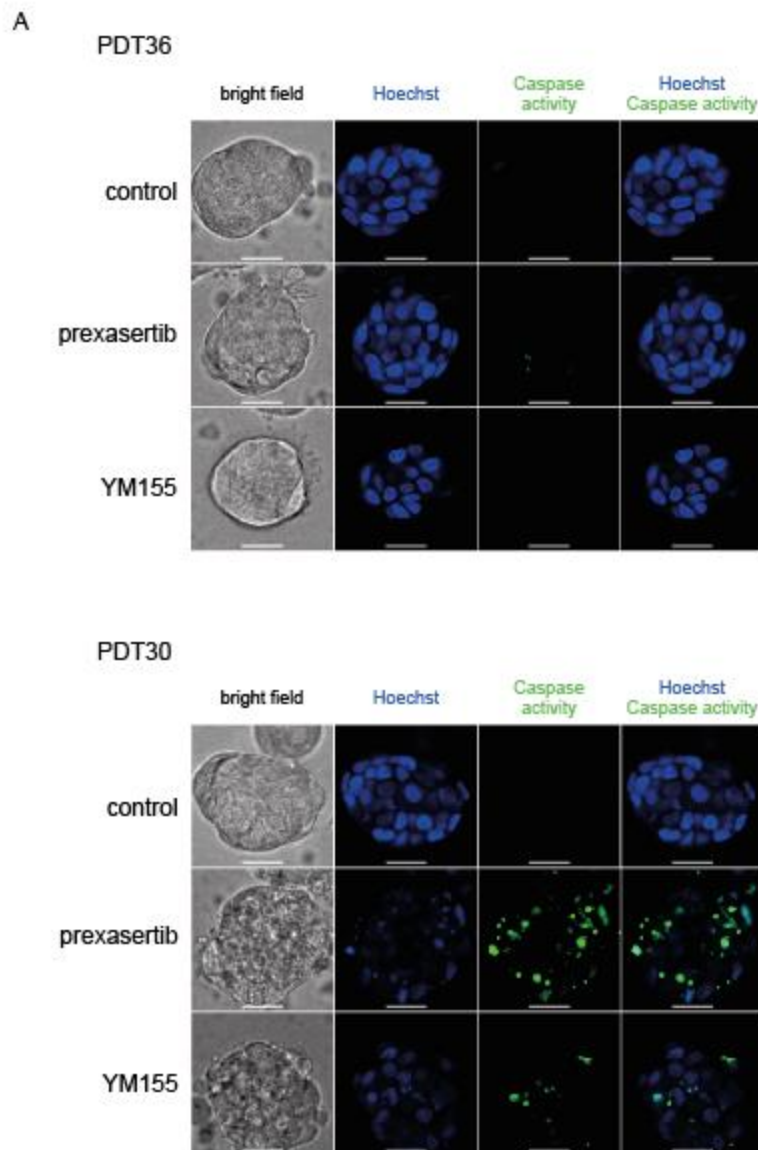 A
PDT36
bright field
Hoechst
Caspase
activity
Hoechst
Caspase activity
control
prexasertib
YM155
PDT30
bright field
Hoechst
Caspase
activity
Hoechst
Caspase activity
control
prexasertib
YM155